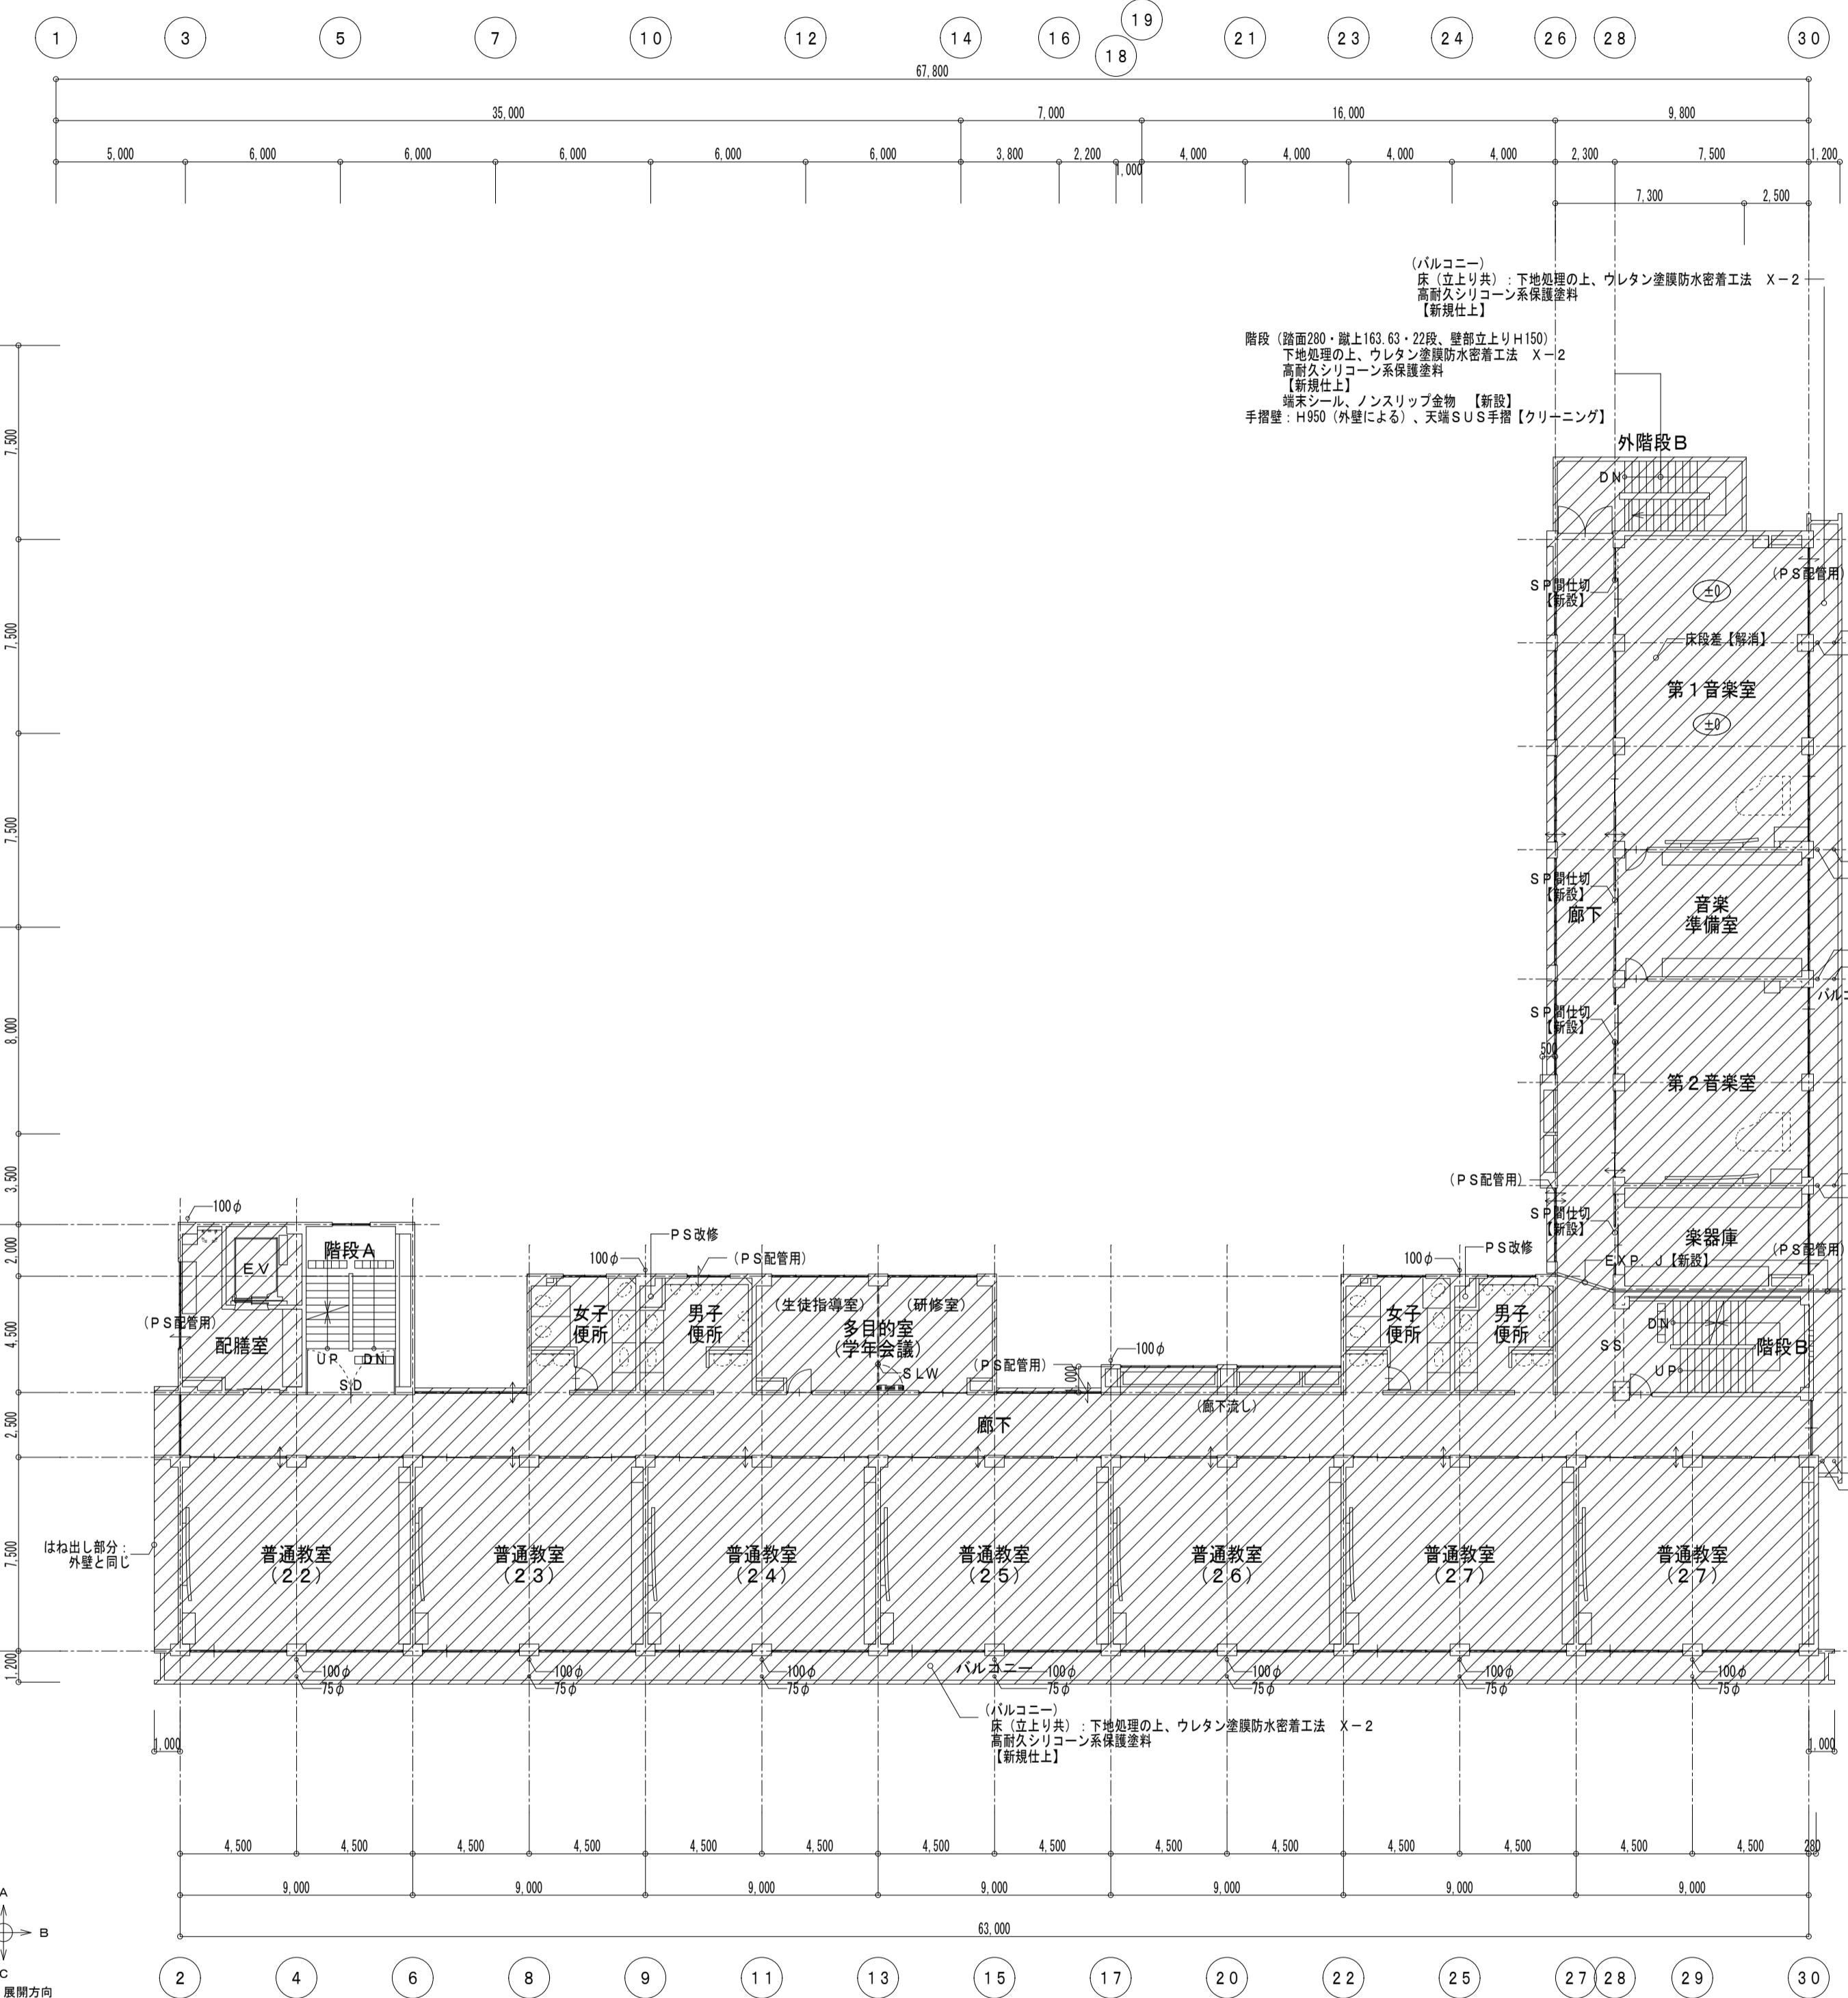 1 3 5 7 10 12 14 16 18 19 21 23 24 26 28 30
67,800
35,000 7,000 16,000 9,800
5,000 6,000 6,000 6,000 6,000 6,000 3,800 2,200 1,000 4,000 4,000 4,000 4,000 2,300 7,500 1,200
7,300 2,500
(バルコニー)
床(立上り共):下地処理の上、ウレタン塗膜防水密着工法 X-2
高耐久シリコーン系保護塗料
【新規仕上】
階段(踏面280・蹴上163.63・22段、壁部立上りH150)
下地処理の上、ウレタン塗膜防水密着工法 X-2
高耐久シリコーン系保護塗料
【新規仕上】
端末シール、ノンスリップ金物 【新設】
手摺壁:H950(外壁による)、天端SUS手摺【クリーニング】
外階段B
DN
7,500
7,500
7,500
8,000
3,500
2,000
4,500
2,500
7,500
1,200
SP間仕切
【新設】
±0
(PS配管用)
床段差【解消】
第1音楽室
±0
SP間仕切
【新設】
廊下
音楽
準備室
SP間仕切
【新設】
500
第2音楽室
(PS配管用)
SP間仕切
【新設】
楽器庫
EXP.J【新設】
(PS配管用)
100φ
階段A
EV
(PS配管用)
配膳室
UP DN
SD
100φ
PS改修
(PS配管用)
女子
便所
男子
便所
(生徒指導室) (研修室)
多目的室
(学年会議)
SLW
(PS配管用)
1,000
100φ
(廊下流し)
100φ
PS改修
女子
便所
男子
便所
SS
DN
UP
階段B
廊下
はね出し部分:
外壁と同じ
普通教室
(22)
普通教室
(23)
普通教室
(24)
普通教室
(25)
普通教室
(26)
普通教室
(27)
普通教室
(27)
100φ 100φ 100φ 100φ 100φ 100φ 100φ
75φ 75φ 75φ 75φ 75φ 75φ 75φ
バルコニー
(バルコニー)
床(立上り共):下地処理の上、ウレタン塗膜防水密着工法 X-2
高耐久シリコーン系保護塗料
【新規仕上】
1,000 1,000
4,500 4,500 4,500 4,500 4,500 4,500 4,500 4,500 4,500 4,500 4,500 4,500 4,500 4,500 280
9,000 9,000 9,000 9,000 9,000 9,000 9,000
63,000
A
B
C
展開方向
2 4 6 8 9 11 13 15 17 20 22 25 27 28 29 30